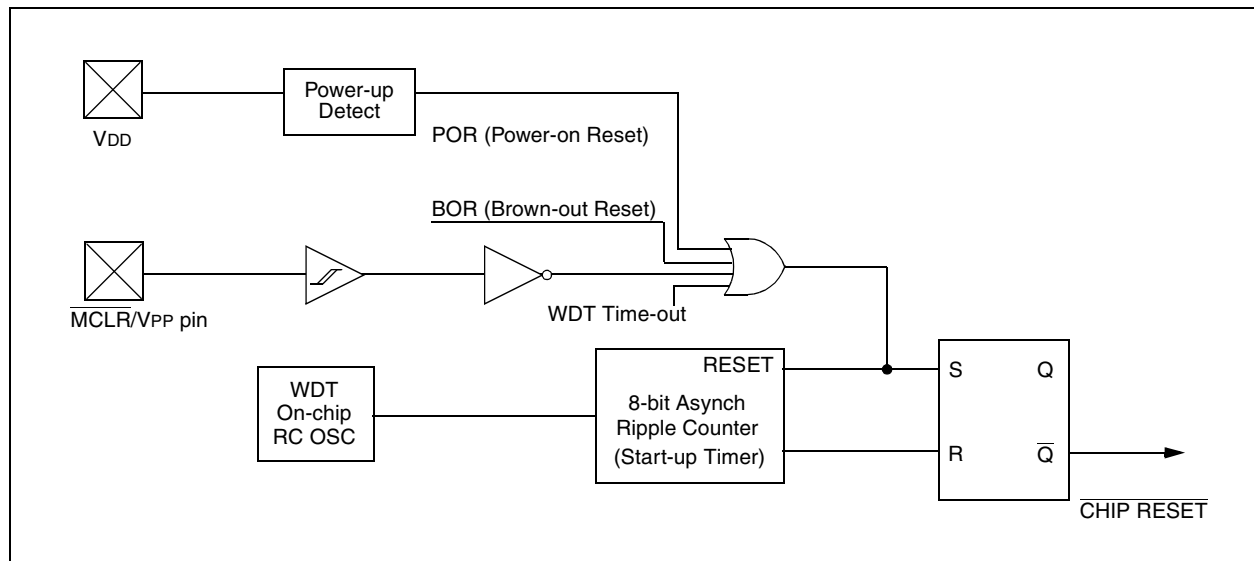 Power-up
Detect
VDD
POR (Power-on Reset)
BOR (Brown-out Reset)
MCLR/VPP pin
WDT Time-out
RESET
S Q
WDT
On-chip
RC OSC
8-bit Asynch
Ripple Counter
(Start-up Timer)
R Q
CHIP RESET